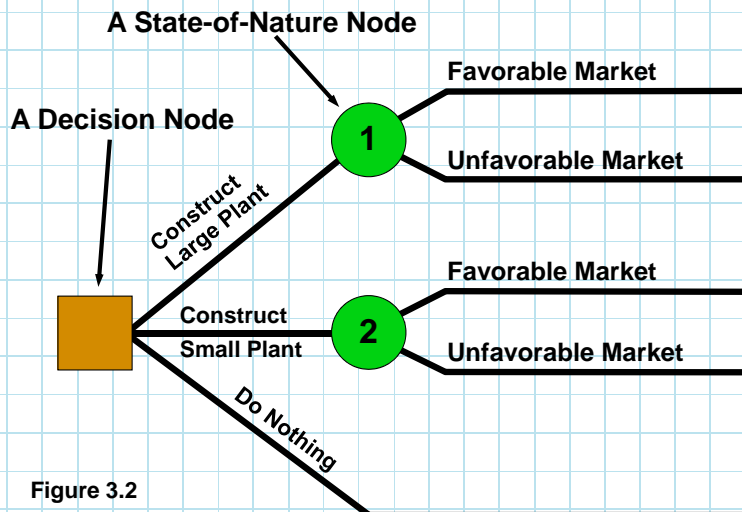 A State-of-Nature Node
Favorable Market
A Decision Node
1
Unfavorable Market
Construct
Large Plant
Favorable Market
Construct
2
Small Plant
Unfavorable Market
Do Nothing
Figure 3.2